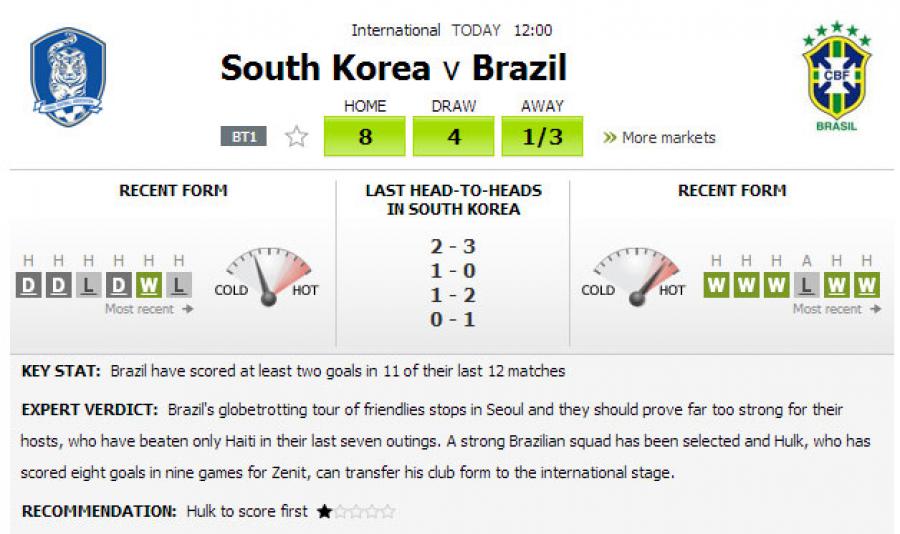 International TODAY 12:00
South Korea v Brazil
HOME DRAW AWAY
BT1 8 4 1/3 » More markets
CBF
BRASIL
RECENT FORM
H H H H H H
D D L D W L
Most recent →
COLD HOT
LAST HEAD-TO-HEADS
IN SOUTH KOREA
2 - 3
1 - 0
1 - 2
0 - 1
RECENT FORM
COLD HOT
H H H A H H
W W W L W W
Most recent →
KEY STAT: Brazil have scored at least two goals in 11 of their last 12 matches
EXPERT VERDICT: Brazil's globetrotting tour of friendlies stops in Seoul and they should prove far too strong for their
hosts, who have beaten only Haiti in their last seven outings. A strong Brazilian squad has been selected and Hulk, who has
scored eight goals in nine games for Zenit, can transfer his club form to the international stage.
RECOMMENDATION: Hulk to score first ★☆☆☆☆